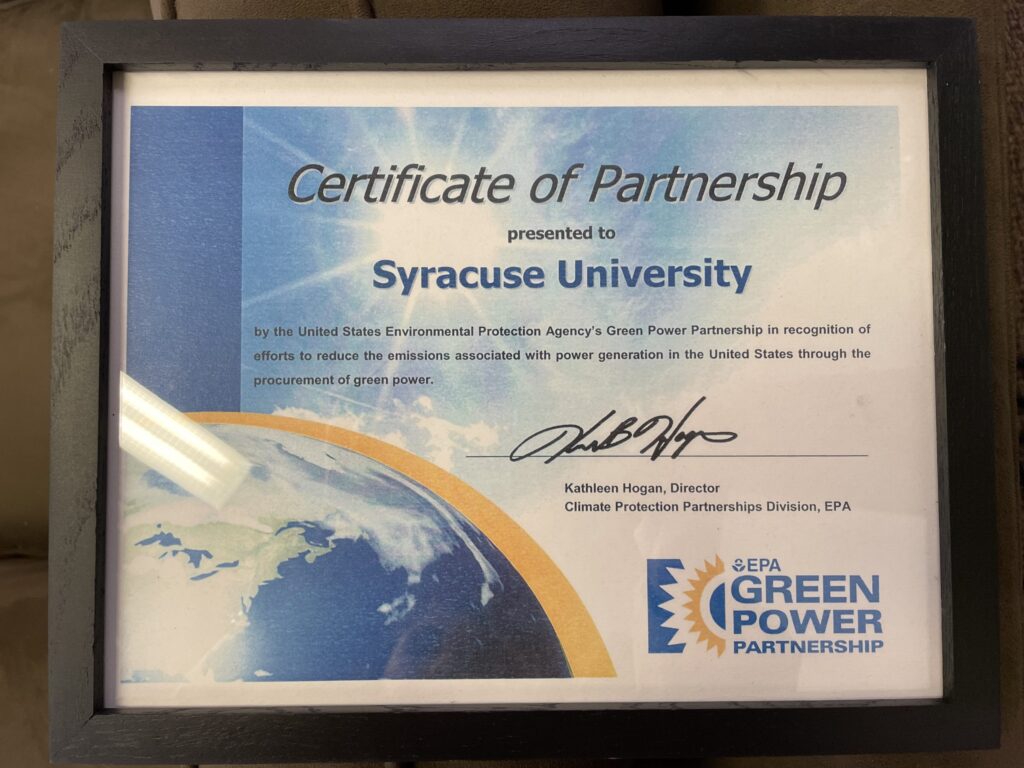 Certificate of Partnership
presented to
Syracuse University
by the United States Environmental Protection Agency's Green Power Partnership in recognition of
efforts to reduce the emissions associated with power generation in the United States through the
procurement of green power.
Kathleen Hogan, Director
Climate Protection Partnerships Division, EPA
EPA
GREEN
POWER
PARTNERSHIP